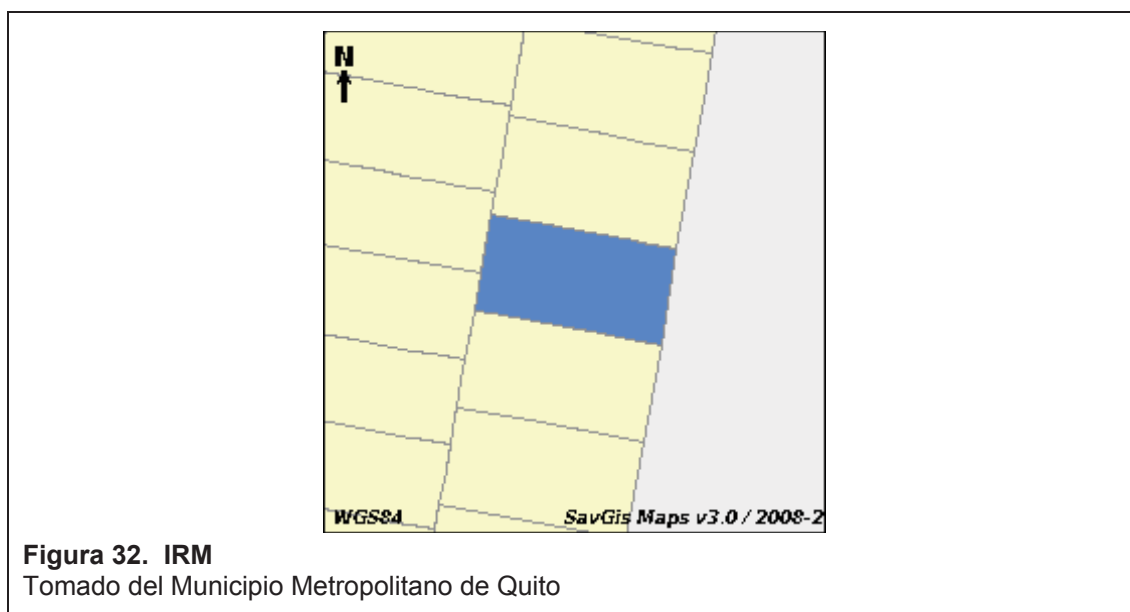 N
WGS84
SavGis Maps v3.0 / 2008-2
Figura 32. IRM
Tomado del Municipio Metropolitano de Quito